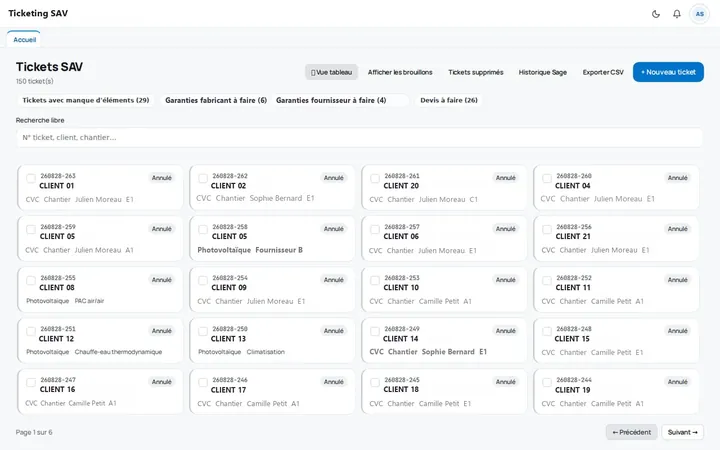 Ticketing SAV
AS
Accueil
Tickets SAV
150 ticket(s)
Vue tableau Afficher les brouillons Tickets supprimés Historique Sage Exporter CSV + Nouveau ticket
Tickets avec manque d'éléments (29) Garanties fabricant à faire (6) Garanties fournisseur à faire (4) Devis à faire (26)
Recherche libre
N° ticket, client, chantier...
260828-263 Annulé 260828-262 Annulé 260828-261 Annulé 260828-260 Annulé
CLIENT 01 CLIENT 02 CLIENT 20 CLIENT 04
CVC Chantier Julien Moreau E1 CVC Chantier Sophie Bernard E1 CVC Chantier Julien Moreau C1 CVC Chantier Julien Moreau E1
260828-259 Annulé 260828-258 Annulé 260828-257 Annulé 260828-256 Annulé
CLIENT 05 CLIENT 05 CLIENT 06 CLIENT 21
CVC Chantier Julien Moreau A1 Photovoltaïque Fournisseur B CVC Chantier Julien Moreau E1 CVC Chantier Julien Moreau E1
260828-255 Annulé 260828-254 Annulé 260828-253 Annulé 260828-252 Annulé
CLIENT 08 CLIENT 09 CLIENT 10 CLIENT 11
Photovoltaïque PAC air/air CVC Chantier Julien Moreau E1 CVC Chantier Camille Petit A1 CVC Chantier Camille Petit A1
260828-251 Annulé 260828-250 Annulé 260828-249 Annulé 260828-248 Annulé
CLIENT 12 CLIENT 13 CLIENT 14 CLIENT 15
Photovoltaïque Chauffe-eau thermodynamique Photovoltaïque Climatisation CVC Chantier Sophie Bernard E1 CVC Chantier Camille Petit E1
260828-247 Annulé 260828-246 Annulé 260828-245 Annulé 260828-244 Annulé
CLIENT 16 CLIENT 17 CLIENT 18 CLIENT 19
CVC Chantier Camille Petit A1 CVC Chantier Camille Petit A1 CVC Chantier Camille Petit E1 CVC Chantier Camille Petit A1
Page 1 sur 6 ← Précédent Suivant →